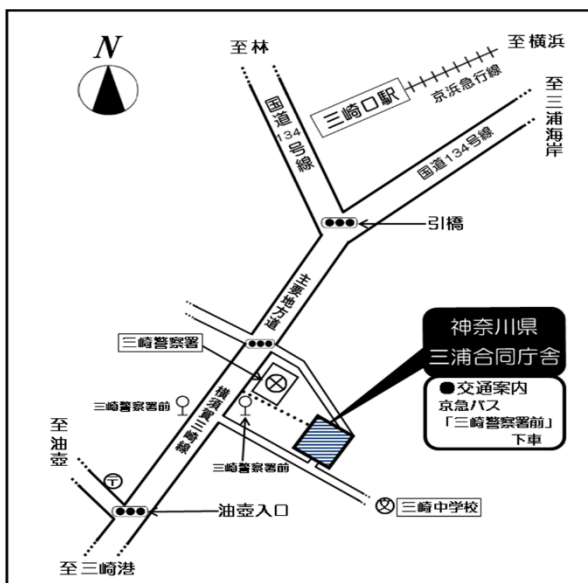 N
至林
至横浜
三崎口駅
京浜急行線
至三浦海岸
国道134号線
国道134号線
引橋
主要地方道
神奈川県
三浦合同庁舎
三崎警察署
●交通案内
京急バス
「三崎警察署前」
下車
三崎警察署前
横須賀三崎線
三崎警察署前
至油壺
〒
油壺入口
文
三崎中学校
至三崎港